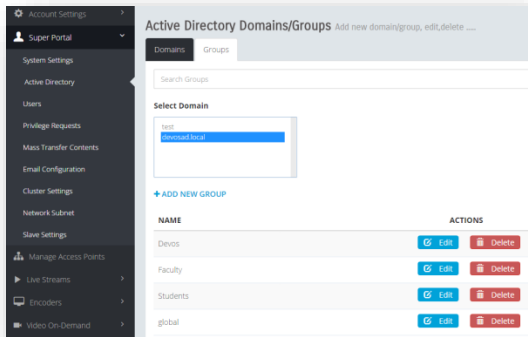 Account Settings
Super Portal
System Settings
Active Directory
Users
Privilege Requests
Mass Transfer Contents
Email Configuration
Cluster Settings
Network Subnet
Slave Settings
Manage Access Points
Live Streams
Encoders
Video On-Demand
Active Directory Domains/Groups Add new domain/group, edit,delete .....
Domains Groups
Search Groups
Select Domain
test
devosad.local
+ ADD NEW GROUP
NAME ACTIONS
Devos Edit Delete
Faculty Edit Delete
Students Edit Delete
global Edit Delete